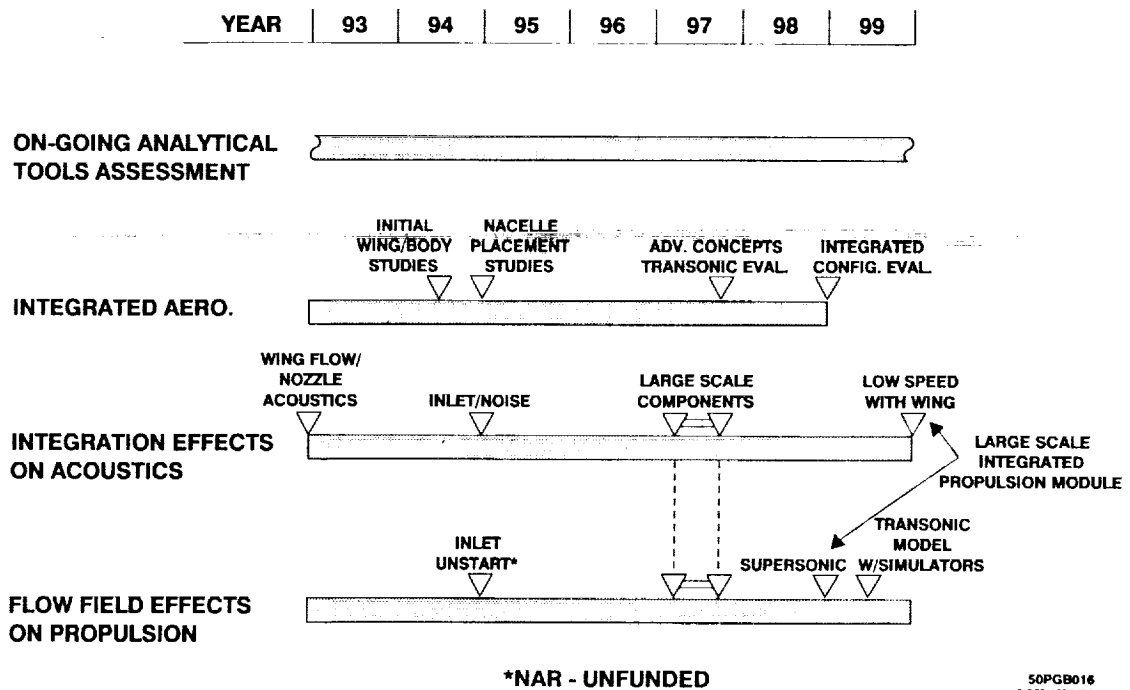 YEAR 93 94 95 96 97 98 99
ON-GOING ANALYTICAL
TOOLS ASSESSMENT
INITIAL
WING/BODY
STUDIES
NACELLE
PLACEMENT
STUDIES
ADV. CONCEPTS
TRANSONIC EVAL.
INTEGRATED
CONFIG. EVAL.
INTEGRATED AERO.
WING FLOW/
NOZZLE
ACOUSTICS
INLET/NOISE
LARGE SCALE
COMPONENTS
LOW SPEED
WITH WING
INTEGRATION EFFECTS
ON ACOUSTICS
LARGE SCALE
INTEGRATED
PROPULSION MODULE
INLET
UNSTART*
SUPERSONIC
TRANSONIC
MODEL
W/SIMULATORS
FLOW FIELD EFFECTS
ON PROPULSION
*NAR - UNFUNDED
50PGB016